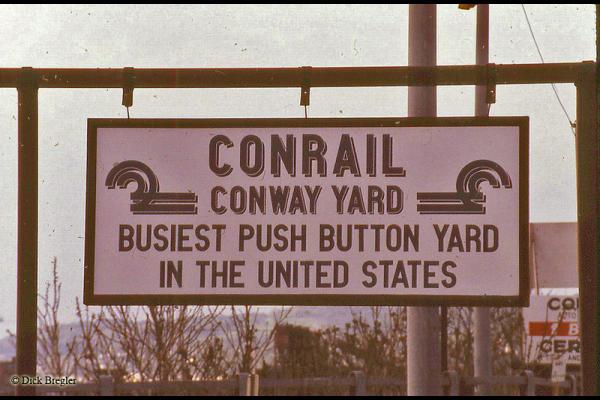 CONRAIL
CONWAY YARD
BUSIEST PUSH BUTTON YARD
IN THE UNITED STATES
© Dick Bregler